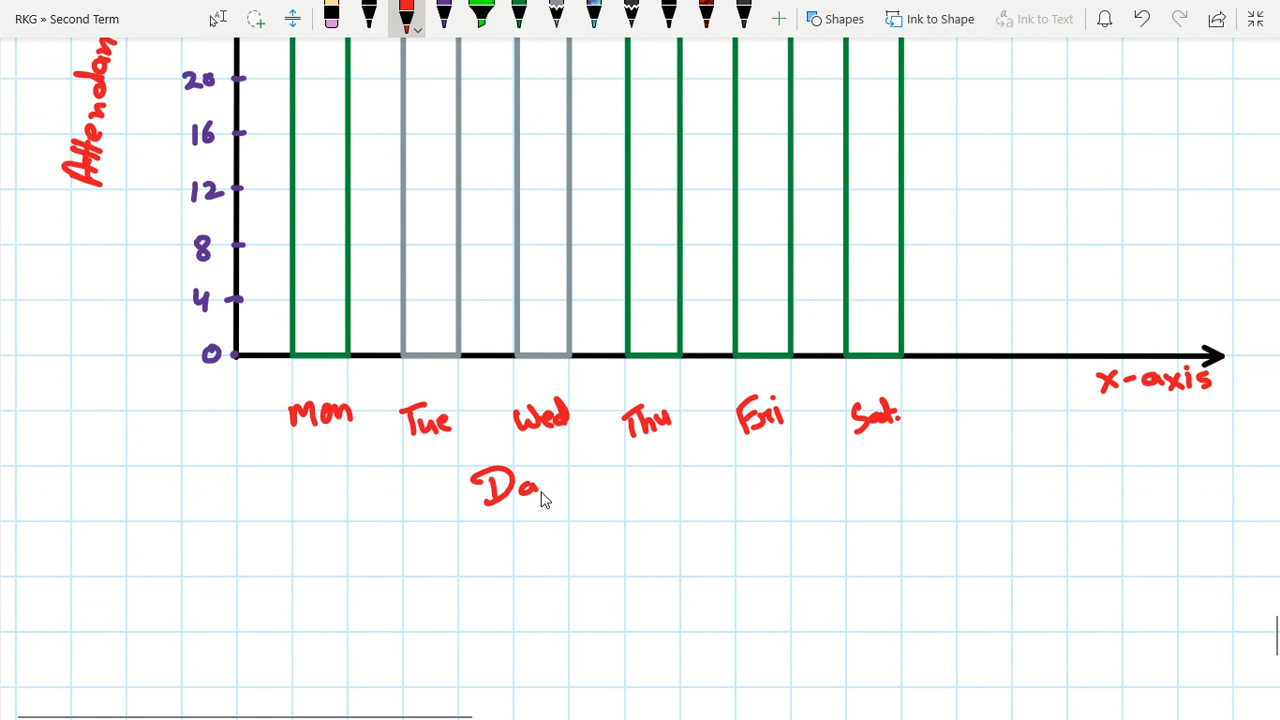 RKG » Second Term
Shapes
Ink to Shape
Ink to Text
Attendan
20
16
12
8
4
0
x-axis
Mon Tue Wed Thu Fri Sat.
Da